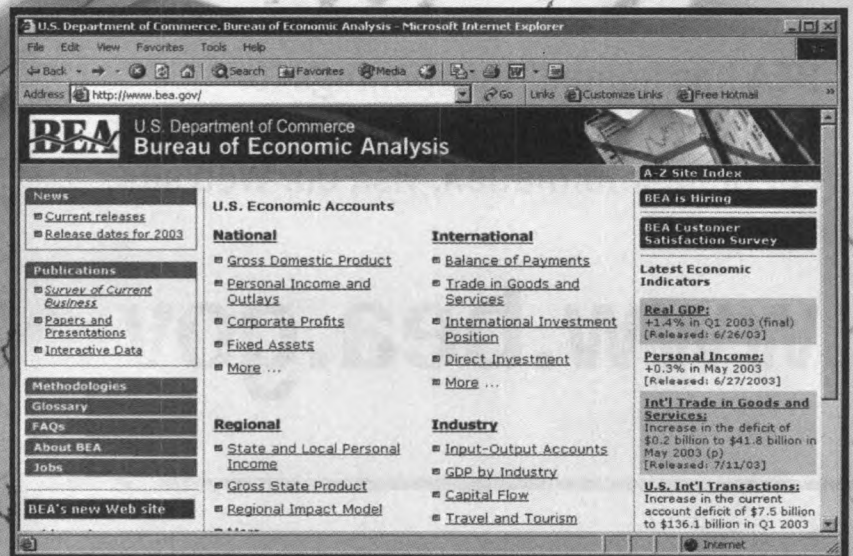 U.S. Department of Commerce. Bureau of Economic Analysis - Microsoft Internet Explorer
File Edit View Favorites Tools Help
Back Search Favorites Media
Address http://www.bea.gov/ Go Links Customize Links Free Hotmail »
BEA U.S. Department of Commerce
Bureau of Economic Analysis
A-Z Site Index
News
Current releases
Release dates for 2003
Publications
Survey of Current
Business
Papers and
Presentations
Interactive Data
Methodologies
Glossary
FAQs
About BEA
Jobs
BEA's new Web site
U.S. Economic Accounts
National
Gross Domestic Product
Personal Income and
Outlays
Corporate Profits
Fixed Assets
More ...
International
Balance of Payments
Trade in Goods and
Services
International Investment
Position
Direct Investment
More ...
Regional
State and Local Personal
Income
Gross State Product
Regional Impact Model
Industry
Input-Output Accounts
GDP by Industry
Capital Flow
Travel and Tourism
BEA is Hiring
BEA Customer
Satisfaction Survey
Latest Economic
Indicators
Real GDP:
+1.4% in Q1 2003 (final)
[Released: 6/26/03]
Personal Income:
+0.3% in May 2003
[Released: 6/27/2003]
Int'l Trade in Goods and
Services:
Increase in the deficit of
$0.2 billion to $41.8 billion in
May 2003 (p)
[Released: 7/11/03]
U.S. Int'l Transactions:
Increase in the current
account deficit of $7.5 billion
to $136.1 billion in Q1 2003
Internet